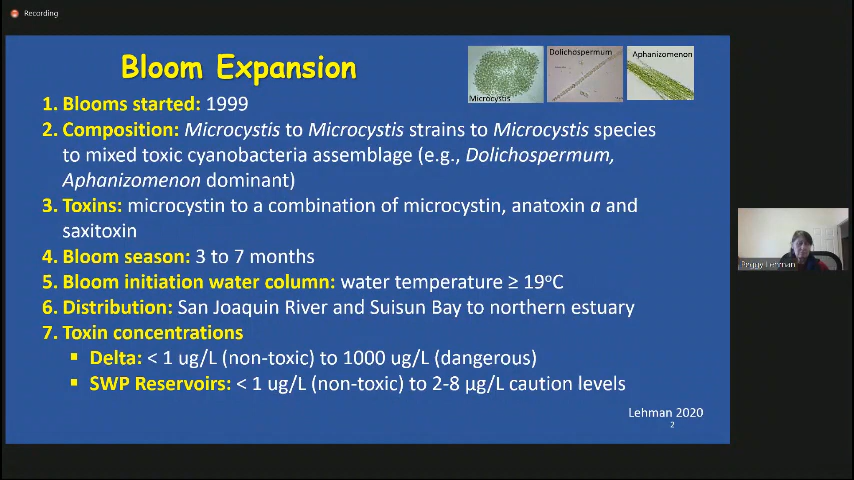 Recording
Bloom Expansion
Microcystis
Dolichospermum
Aphanizomenon
1. Blooms started: 1999
2. Composition: Microcystis to Microcystis strains to Microcystis species
to mixed toxic cyanobacteria assemblage (e.g., Dolichospermum,
Aphanizomenon dominant)
3. Toxins: microcystin to a combination of microcystin, anatoxin a and
saxitoxin
4. Bloom season: 3 to 7 months
5. Bloom initiation water column: water temperature ≥ 19ºC
6. Distribution: San Joaquin River and Suisun Bay to northern estuary
7. Toxin concentrations
▪ Delta: < 1 ug/L (non-toxic) to 1000 ug/L (dangerous)
▪ SWP Reservoirs: < 1 ug/L (non-toxic) to 2-8 µg/L caution levels
Lehman 2020
2
Peggy Lehman